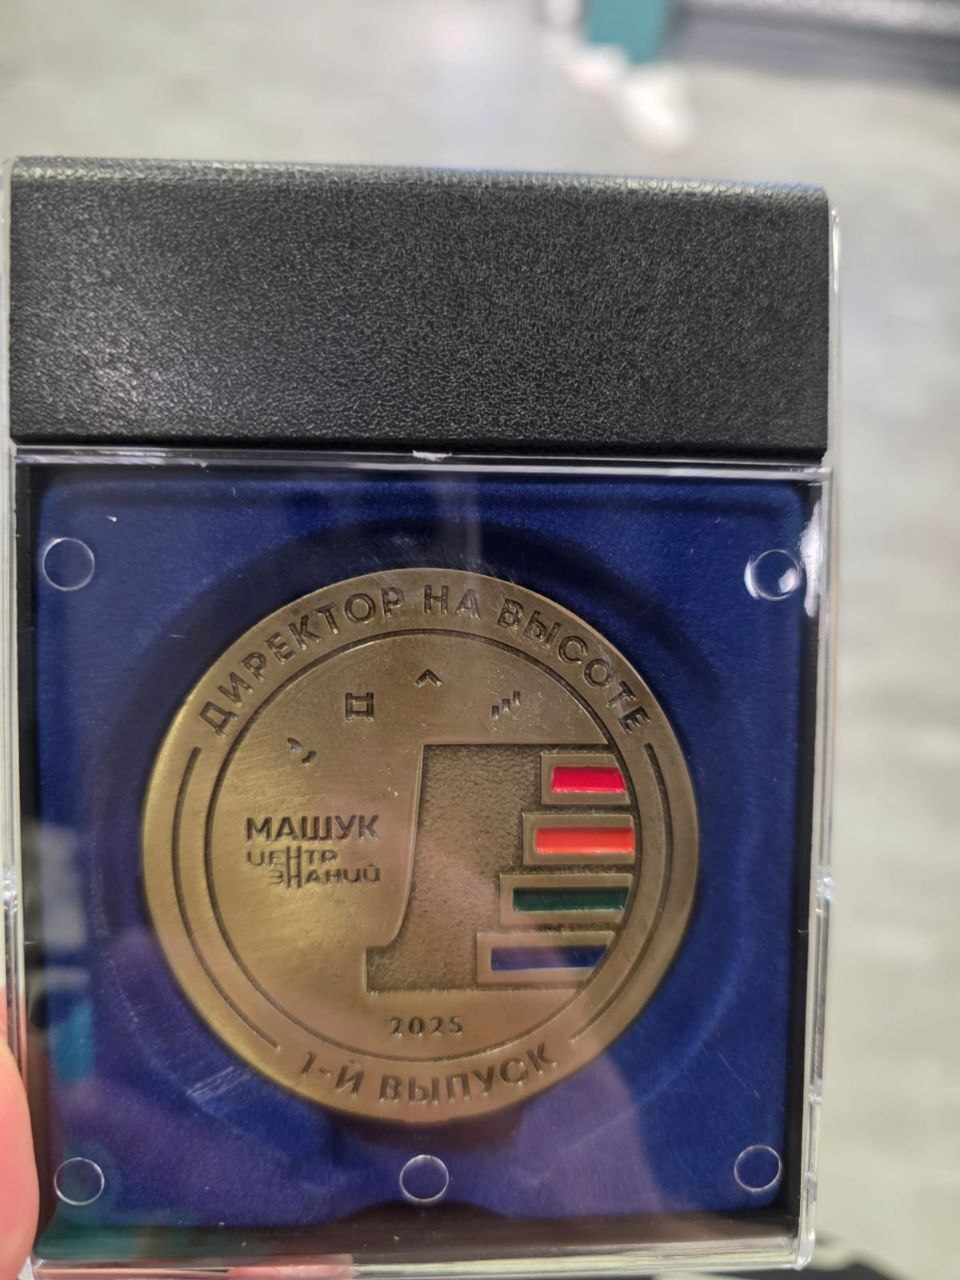 ДИРЕКТОР НА ВЫСОТЕ
МАШУК
ЦЕНТР
ЗНАНИЙ
2025
1-Й ВЫПУСК